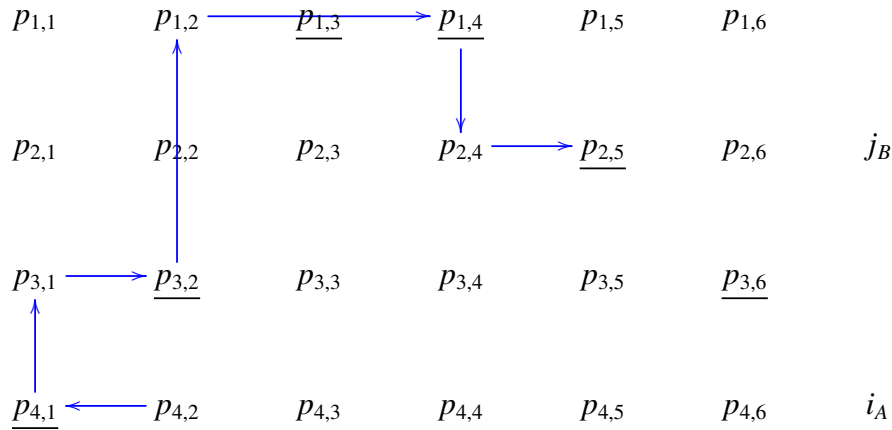 p1,1 p1,2 p1,3 p1,4 p1,5 p1,6
p2,1 p2,2 p2,3 p2,4 p2,5 p2,6 jB
p3,1 p3,2 p3,3 p3,4 p3,5 p3,6
p4,1 p4,2 p4,3 p4,4 p4,5 p4,6 iA